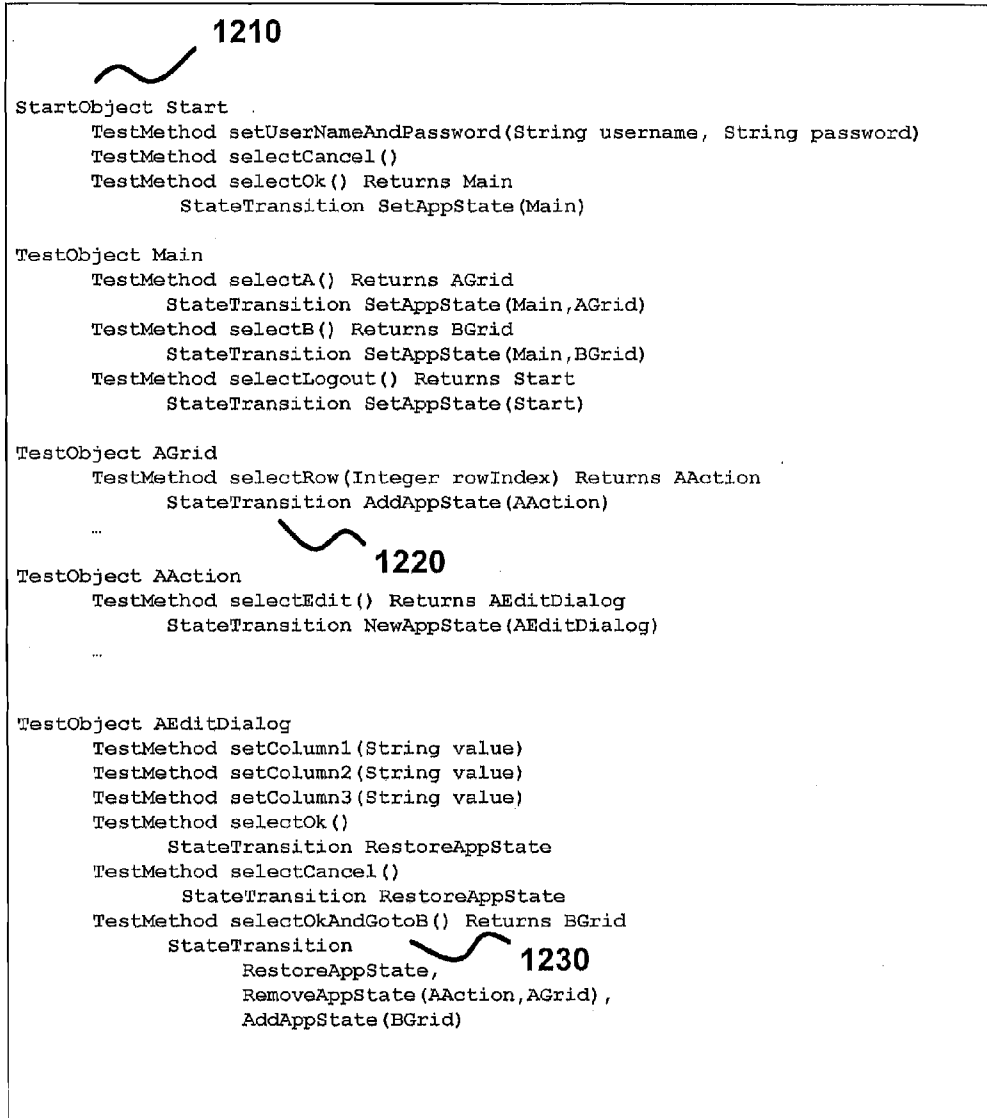 1210
StartObject Start
TestMethod setUserNameAndPassword(String username, String password)
TestMethod selectCancel()
TestMethod selectOk() Returns Main
StateTransition SetAppState(Main)
TestObject Main
TestMethod selectA() Returns AGrid
StateTransition SetAppState(Main,AGrid)
TestMethod selectB() Returns BGrid
StateTransition SetAppState(Main,BGrid)
TestMethod selectLogout() Returns Start
StateTransition SetAppState(Start)
TestObject AGrid
TestMethod selectRow(Integer rowIndex) Returns AAction
StateTransition AddAppState(AAction)
…
1220
TestObject AAction
TestMethod selectEdit() Returns AEditDialog
StateTransition NewAppState(AEditDialog)
…
TestObject AEditDialog
TestMethod setColumn1(String value)
TestMethod setColumn2(String value)
TestMethod setColumn3(String value)
TestMethod selectOk()
StateTransition RestoreAppState
TestMethod selectCancel()
StateTransition RestoreAppState
TestMethod selectOkAndGotoB() Returns BGrid
StateTransition
1230
RestoreAppState,
RemoveAppState(AAction,AGrid),
AddAppState(BGrid)